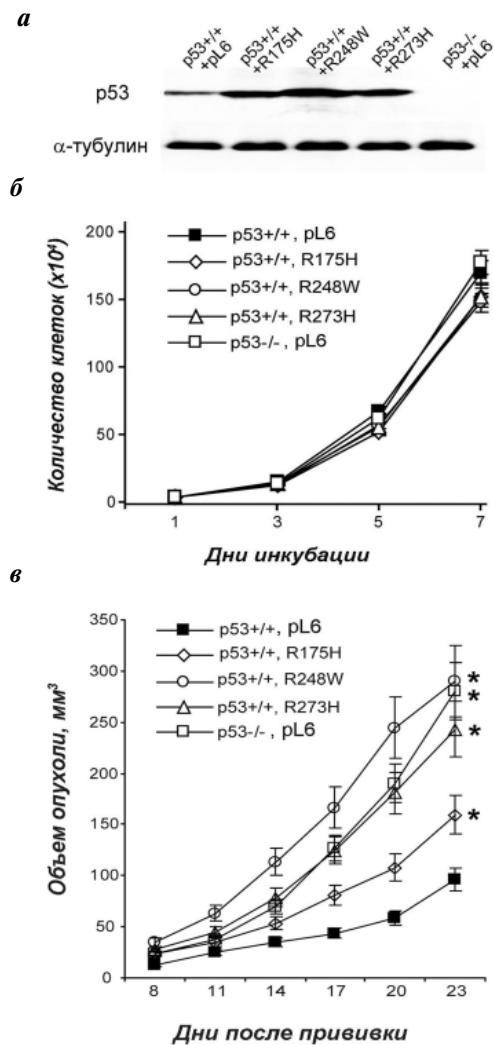 а
p53+/+ +pL6
p53+/+ +R175H
p53+/+ +R248W
p53+/+ +R273H
p53-/- +pL6
p53
α-тубулин
б
Количество клеток (x10⁴)
200
150
100
50
0
p53+/+, pL6
p53+/+, R175H
p53+/+, R248W
p53+/+, R273H
p53-/-, pL6
1 3 5 7
Дни инкубации
в
Объем опухоли, мм³
350
300
250
200
150
100
50
0
p53+/+, pL6
p53+/+, R175H
p53+/+, R248W
p53+/+, R273H
p53-/-, pL6
*
*
*
*
8 11 14 17 20 23
Дни после прививки